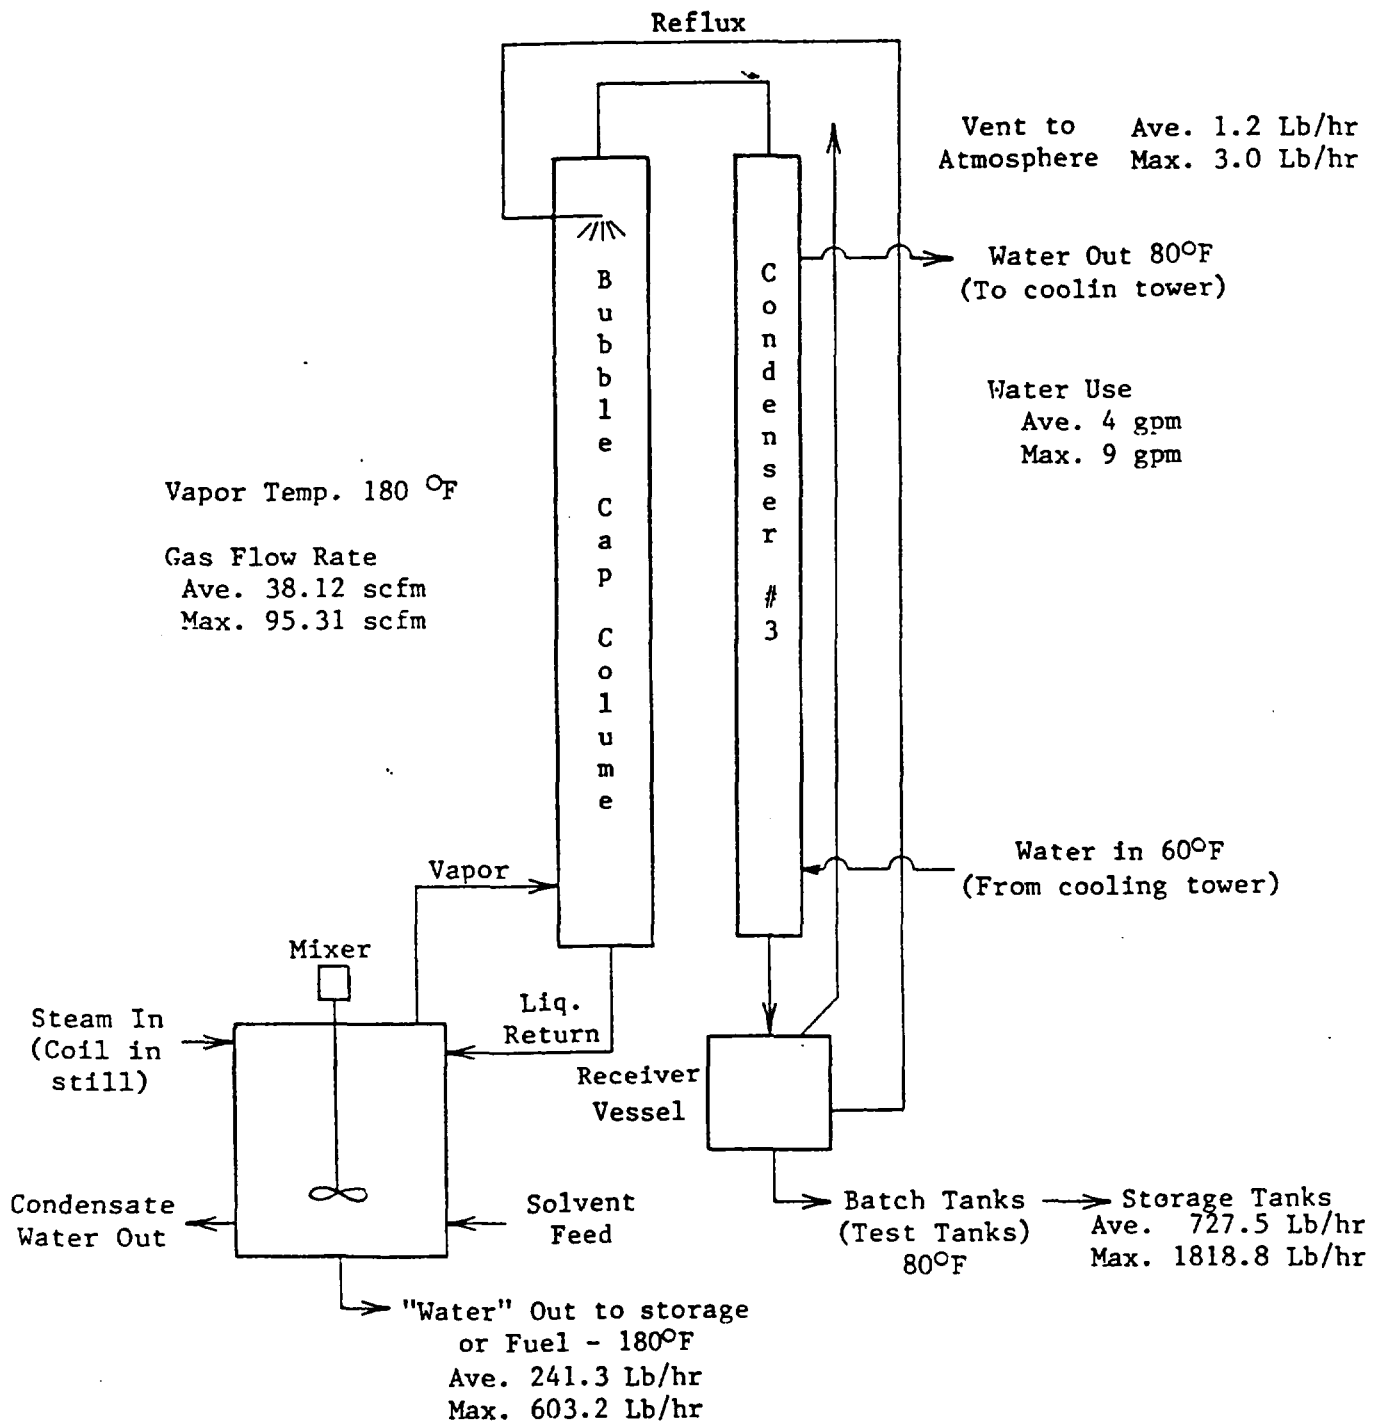 Reflux
Vent to Ave. 1.2 Lb/hr
Atmosphere Max. 3.0 Lb/hr
Water Out 80°F
(To coolin tower)
Water Use
Ave. 4 gpm
Max. 9 gpm
Bubble Cap Colume
Condenser #3
Vapor Temp. 180 °F
Gas Flow Rate
Ave. 38.12 scfm
Max. 95.31 scfm
Water in 60°F
(From cooling tower)
Vapor
Mixer
Steam In
(Coil in
still)
Liq.
Return
Receiver
Vessel
Condensate
Water Out
Solvent
Feed
Batch Tanks
(Test Tanks)
80°F
Storage Tanks
Ave. 727.5 Lb/hr
Max. 1818.8 Lb/hr
"Water" Out to storage
or Fuel - 180°F
Ave. 241.3 Lb/hr
Max. 603.2 Lb/hr